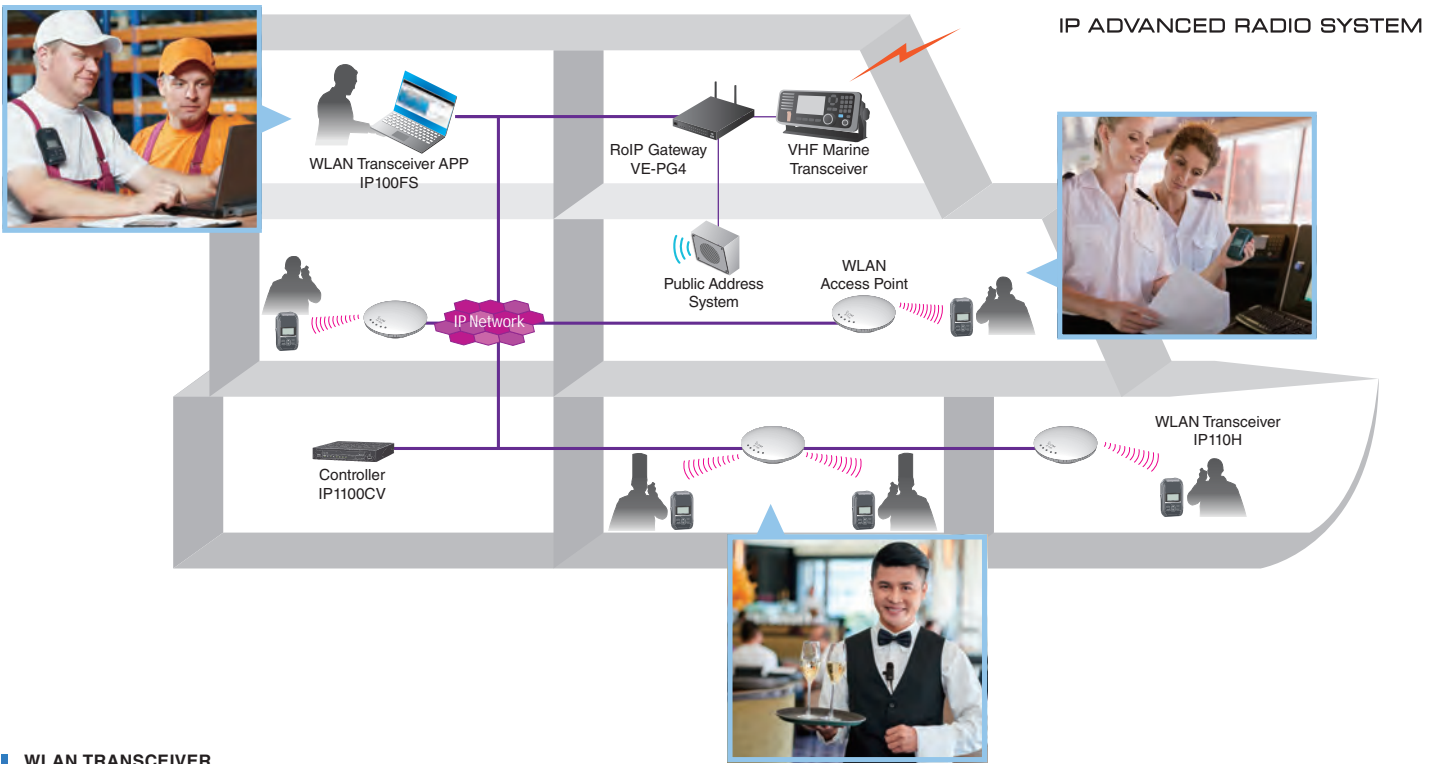 IP ADVANCED RADIO SYSTEM
WLAN Transceiver APP
IP100FS
RoIP Gateway
VE-PG4
VHF Marine
Transceiver
Public Address
System
WLAN
Access Point
IP Network
Controller
IP1100CV
WLAN Transceiver
IP110H
WLAN TRANSCEIVER